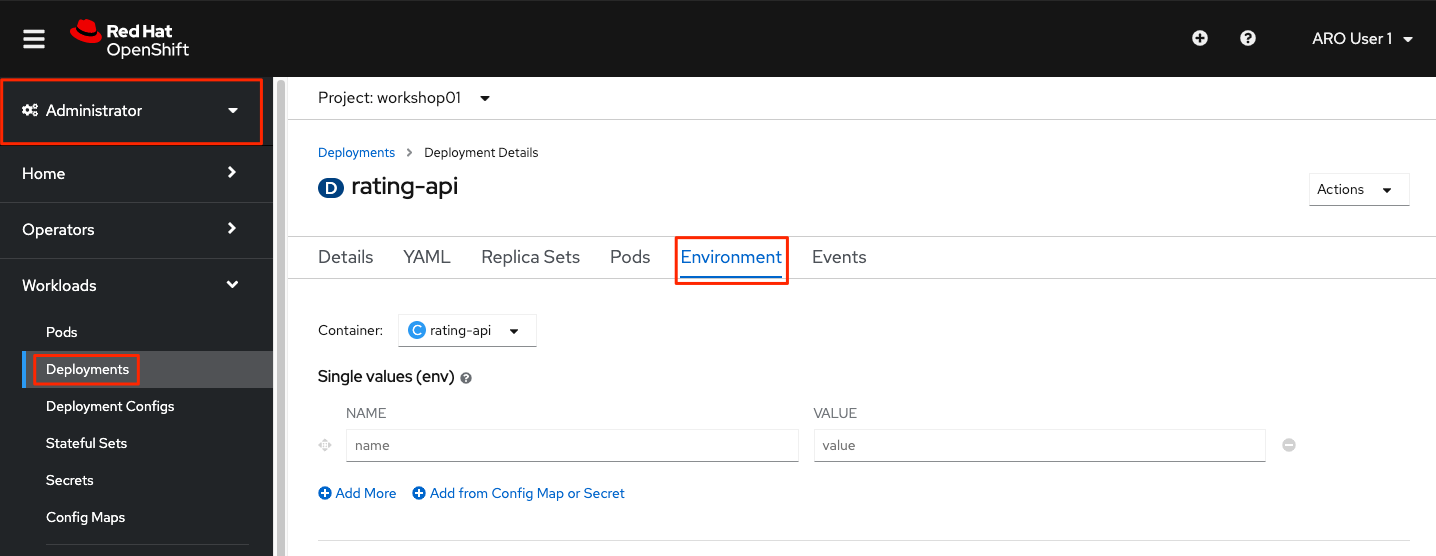 Red Hat
OpenShift
ARO User 1
Administrator
Home
Operators
Workloads
Pods
Deployments
Deployment Configs
Stateful Sets
Secrets
Config Maps
Project: workshop01
Deployments > Deployment Details
D rating-api
Actions
Details YAML Replica Sets Pods Environment Events
Container: C rating-api
Single values (env)
NAME VALUE
name value
Add More Add from Config Map or Secret